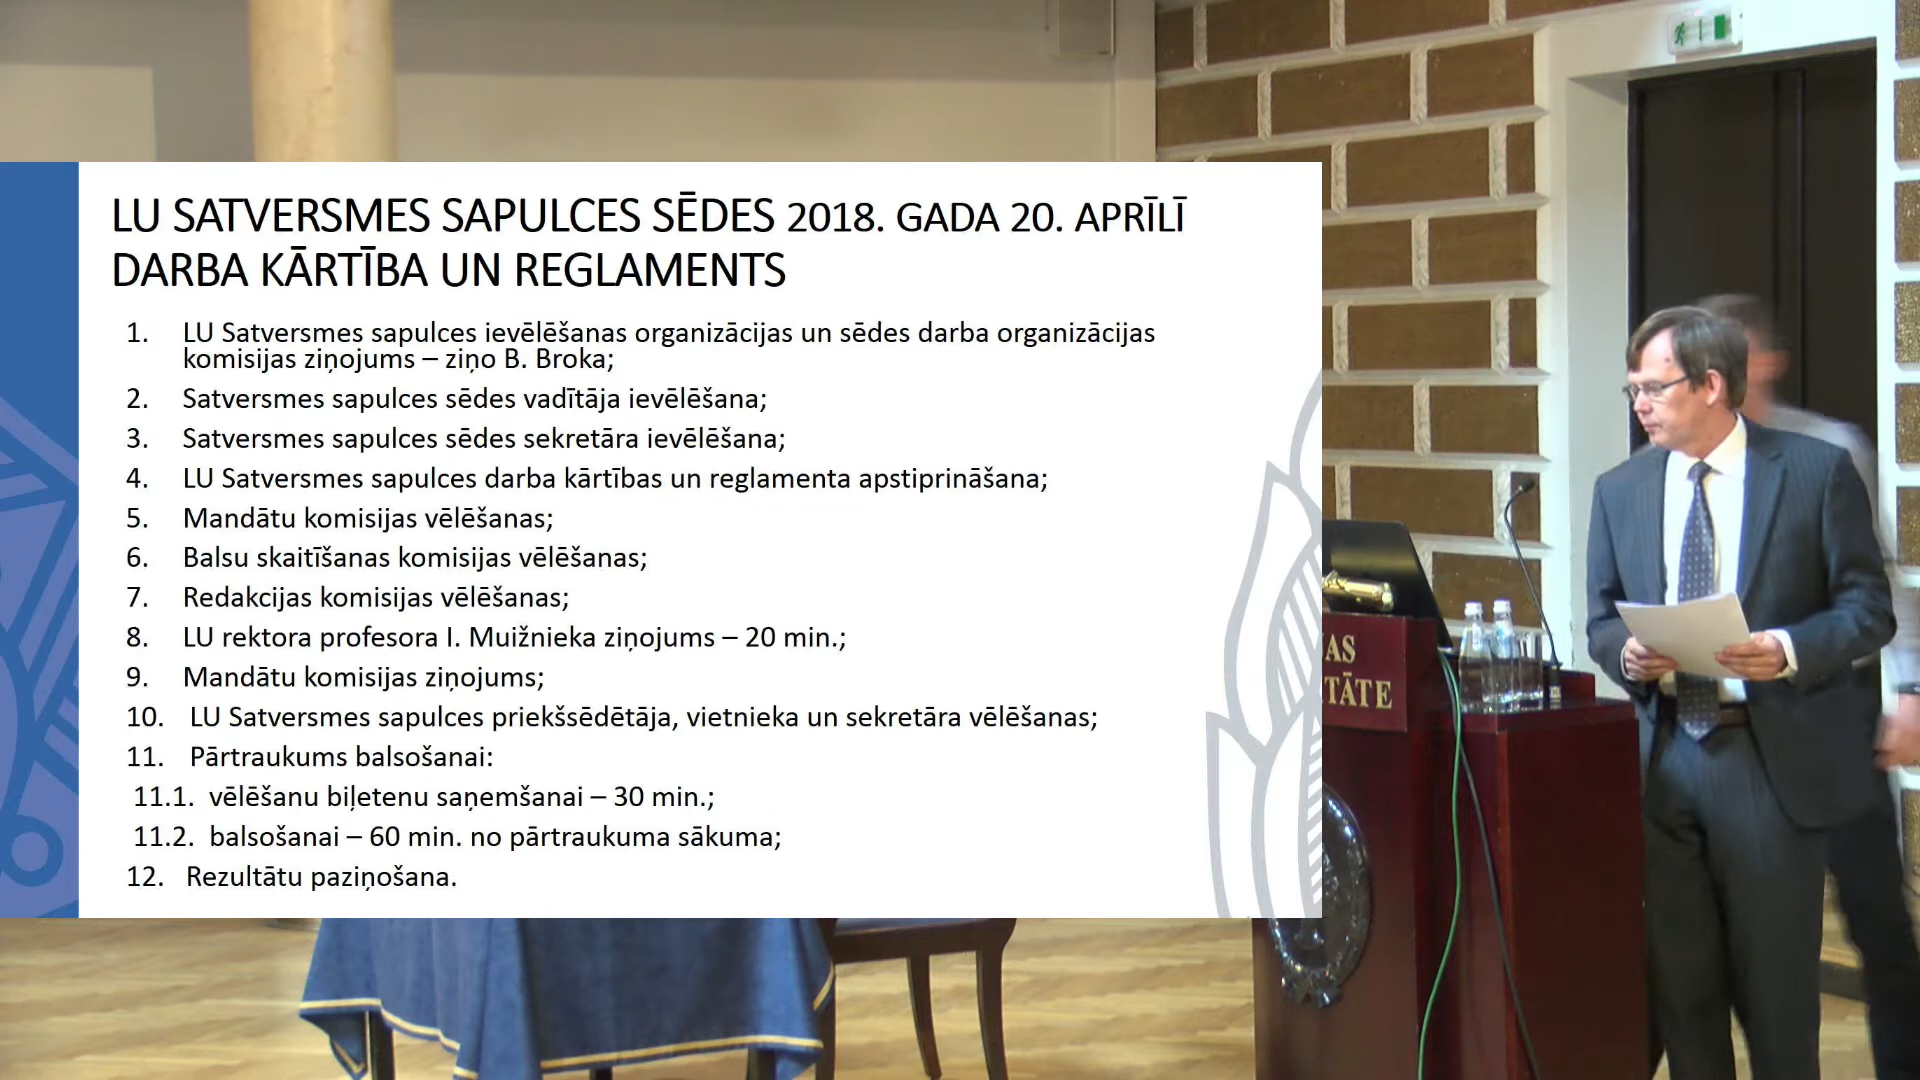 LU SATVERSMES SAPULCES SĒDES 2018. GADA 20. APRĪLĪ
DARBA KĀRTĪBA UN REGLAMENTS
1. LU Satversmes sapulces ievēlēšanas organizācijas un sēdes darba organizācijas
komisijas ziņojums – ziņo B. Broka;
2. Satversmes sapulces sēdes vadītāja ievēlēšana;
3. Satversmes sapulces sēdes sekretāra ievēlēšana;
4. LU Satversmes sapulces darba kārtības un reglamenta apstiprināšana;
5. Mandātu komisijas vēlēšanas;
6. Balsu skaitīšanas komisijas vēlēšanas;
7. Redakcijas komisijas vēlēšanas;
8. LU rektora profesora I. Muižnieka ziņojums – 20 min.;
9. Mandātu komisijas ziņojums;
10. LU Satversmes sapulces priekšsēdētāja, vietnieka un sekretāra vēlēšanas;
11. Pārtraukums balsošanai:
11.1. vēlēšanu biļetenu saņemšanai – 30 min.;
11.2. balsošanai – 60 min. no pārtraukuma sākuma;
12. Rezultātu paziņošana.
AS
TĀTE